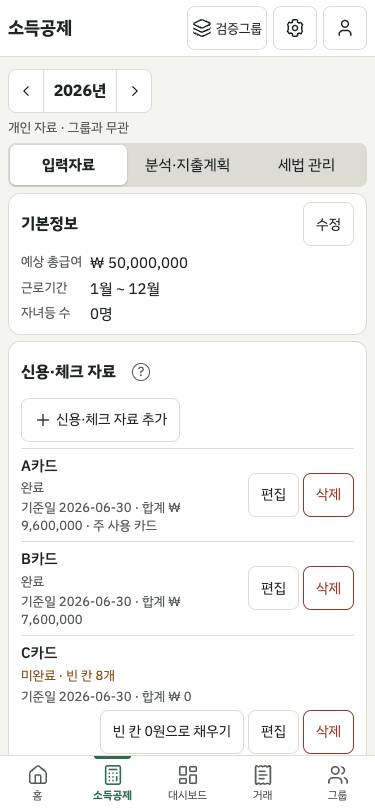 소득공제
검증그룹
2026년
개인 자료 · 그룹과 무관
입력자료
분석·지출계획
세법 관리
기본정보
수정
예상 총급여 ₩ 50,000,000
근로기간 1월 ~ 12월
자녀등 수 0명
신용·체크 자료 ?
+ 신용·체크 자료 추가
A카드
완료
기준일 2026-06-30 · 합계 ₩
9,600,000 · 주 사용 카드
편집
삭제
B카드
완료
기준일 2026-06-30 · 합계 ₩
7,600,000
편집
삭제
C카드
미완료 · 빈 칸 8개
기준일 2026-06-30 · 합계 ₩ 0
빈 칸 0원으로 채우기
편집
삭제
홈
소득공제
대시보드
거래
그룹